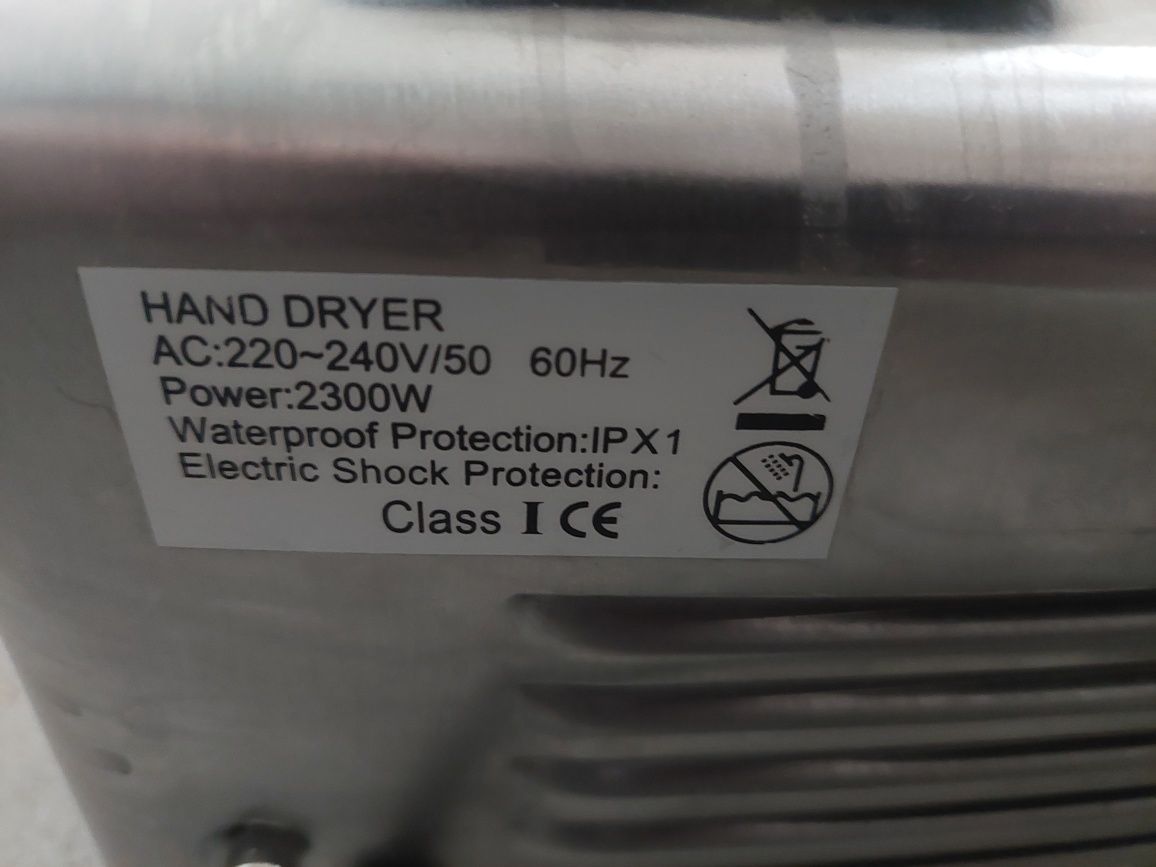 HAND DRYER
AC:220~240V/50 60Hz
Power:2300W
Waterproof Protection:IPX1
Electric Shock Protection:
Class I CE